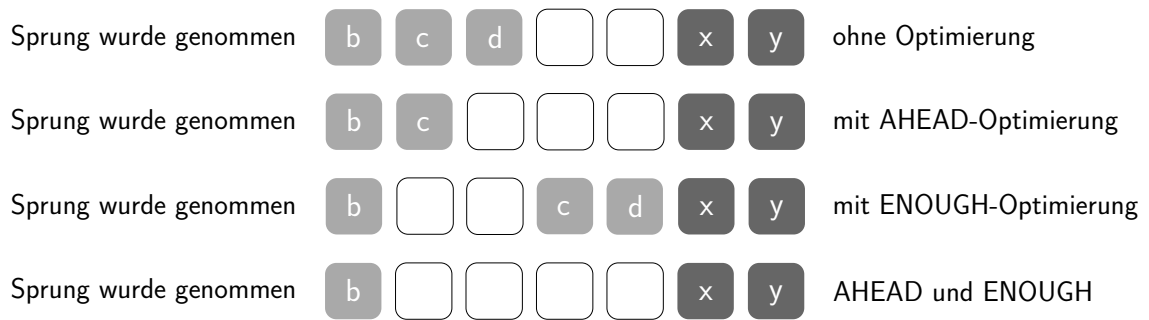 Sprung wurde genommen b c d x y ohne Optimierung
Sprung wurde genommen b c x y mit AHEAD-Optimierung
Sprung wurde genommen b c d x y mit ENOUGH-Optimierung
Sprung wurde genommen b x y AHEAD und ENOUGH